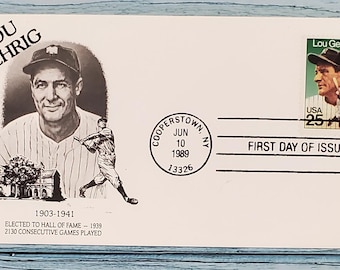 OU
EHRIG
Lou Ge
USA
25
COOPERSTOWN, NY
JUN
10
1989
13326
FIRST DAY OF ISSU
1903-1941
ELECTED TO HALL OF FAME — 1939
2130 CONSECUTIVE GAMES PLAYED